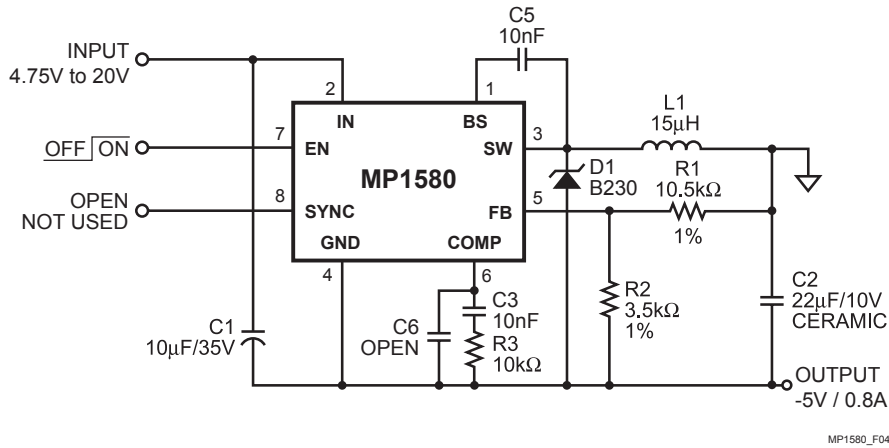 C5
10nF
INPUT
4.75V to 20V
2
1
IN
BS
L1
15µH
7
3
OFF ON
EN
SW
MP1580
D1
B230
R1
10.5kΩ
1%
OPEN
NOT USED
8
5
SYNC
FB
GND
COMP
4
6
C1
10µF/35V
C6
OPEN
C3
10nF
R3
10kΩ
R2
3.5kΩ
1%
C2
22µF/10V
CERAMIC
OUTPUT
-5V / 0.8A
MP1580_F04